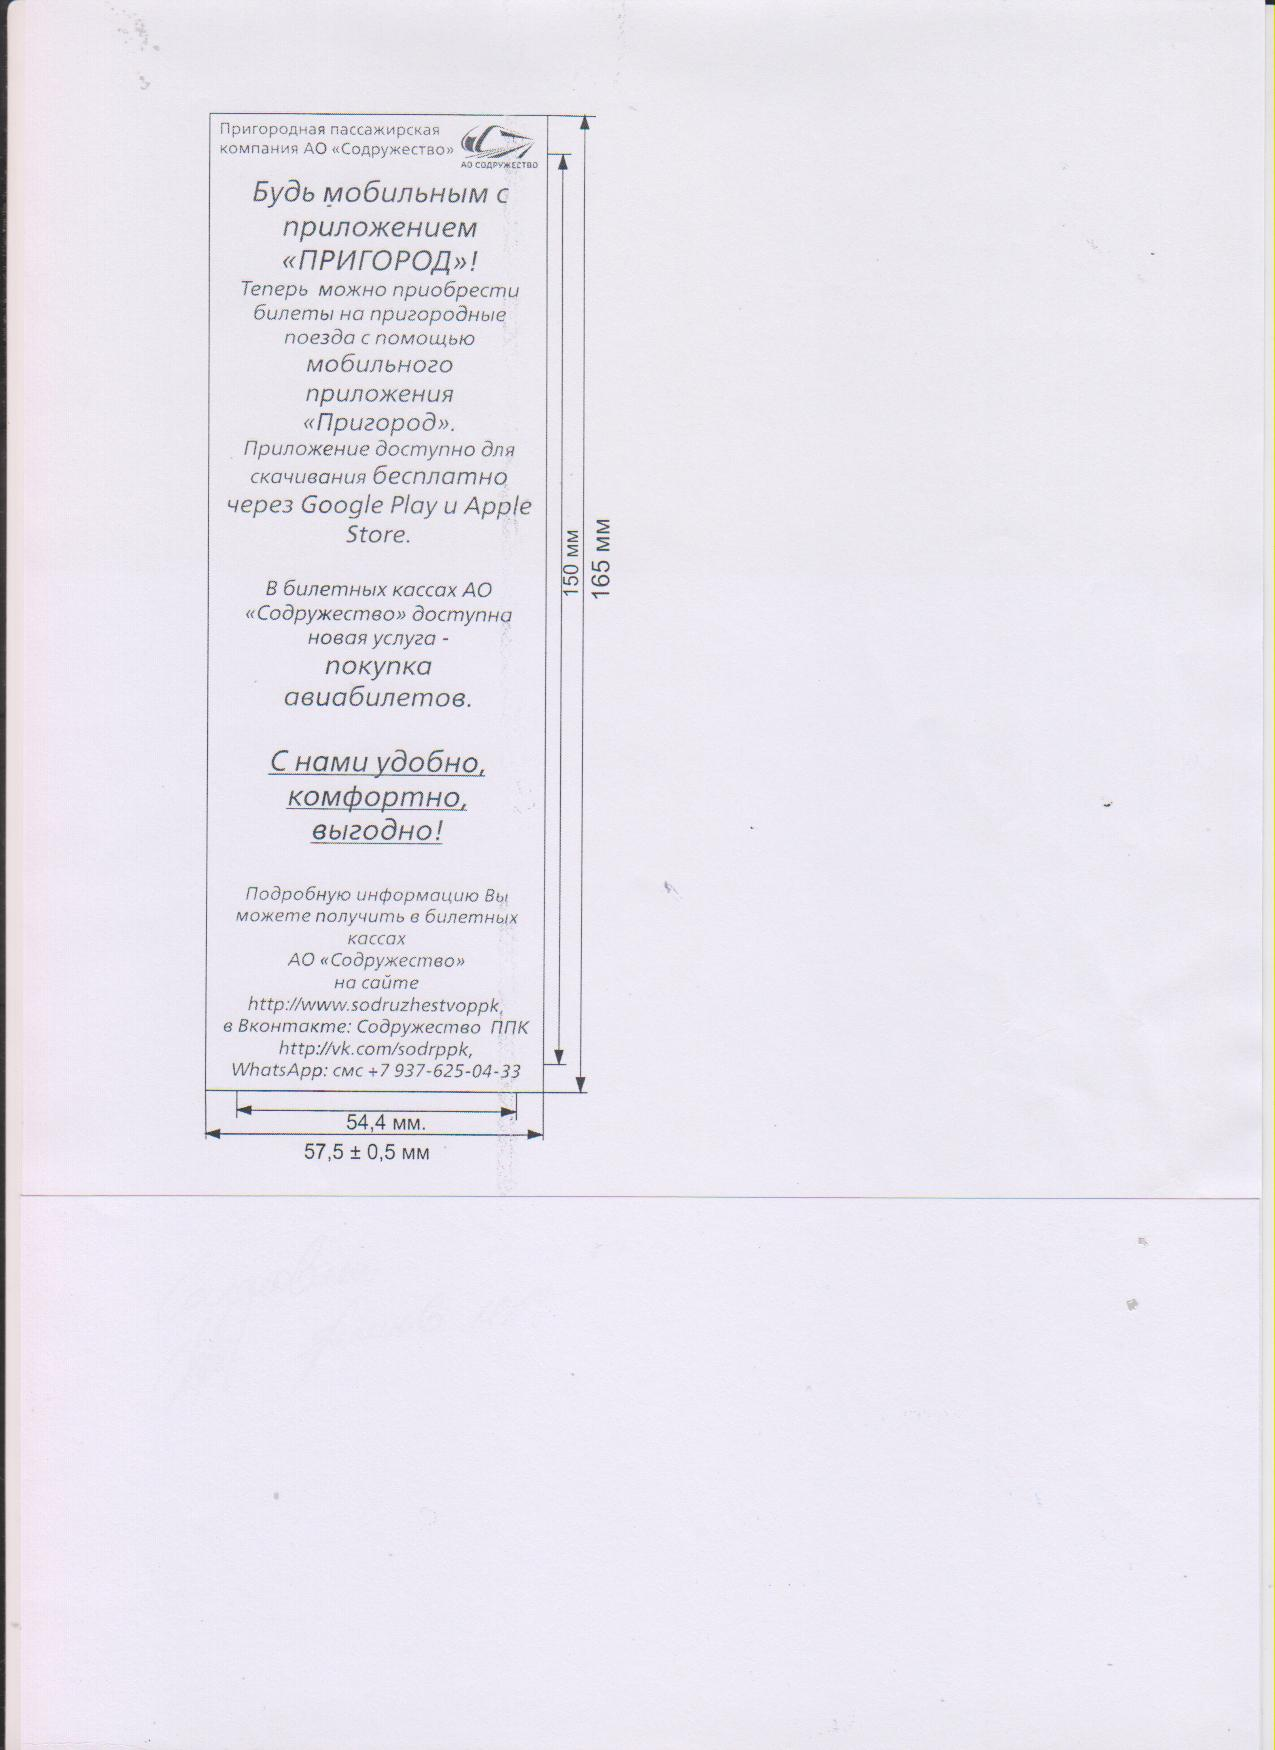 Пригородная пассажирская
компания АО «Содружество»
АО СОДРУЖЕСТВО
Будь мобильным с
приложением
«ПРИГОРОД»!
Теперь можно приобрести
билеты на пригородные
поезда с помощью
мобильного
приложения
«Пригород».
Приложение доступно для
скачивания бесплатно
через Google Play и Apple
Store.
В билетных кассах АО
«Содружество» доступна
новая услуга -
покупка
авиабилетов.
С нами удобно,
комфортно,
выгодно!
Подробную информацию Вы
можете получить в билетных
кассах
АО «Содружество»
на сайте
http://www.sodruzhestvoppk,
в Вконтакте: Содружество ППК
http://vk.com/sodrppk,
WhatsApp: смс +7 937-625-04-33
150 мм
165 мм
54,4 мм.
57,5 ± 0,5 мм